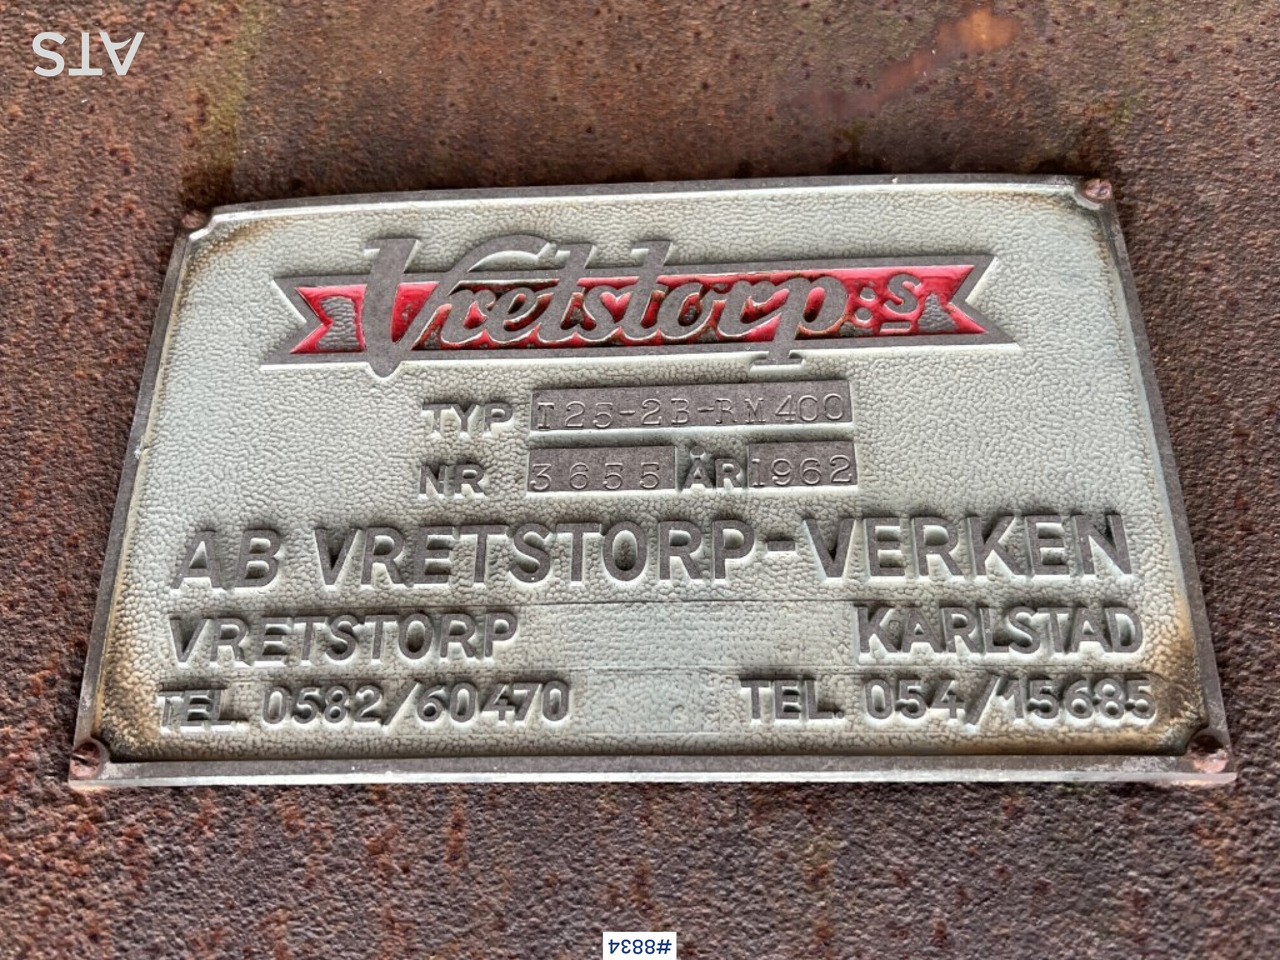 ATS
Vretstorp:s
TYP T25-2B-RM400
NR 3655 ÅR 1962
AB VRETSTORP-VERKEN
VRETSTORP KARLSTAD
TEL. 0582/60470 TEL. 054/15685
#8834